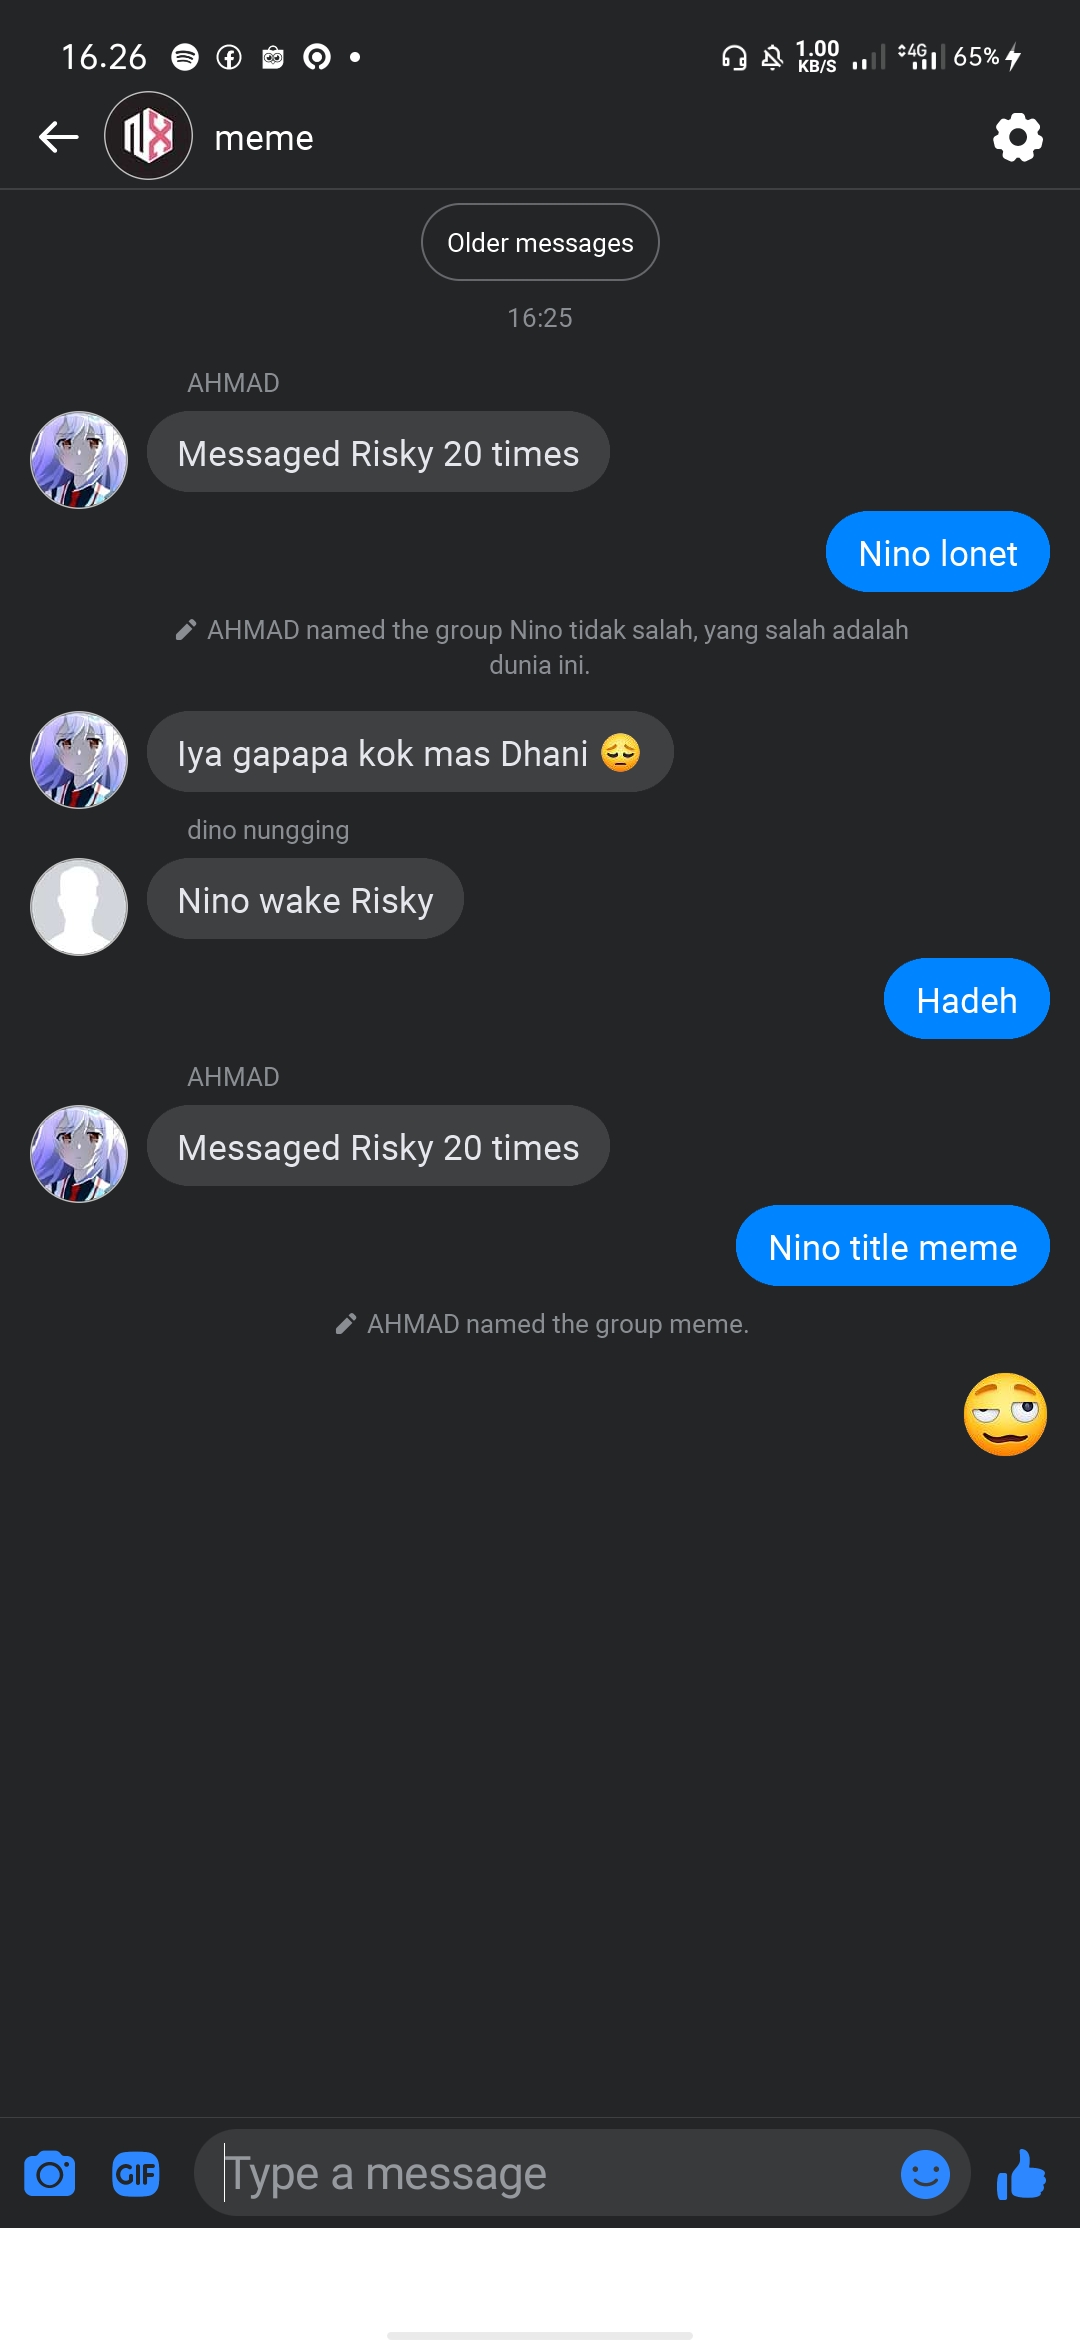 16.26
1.00
KB/S
4G
65%
NX
meme
Older messages
16:25
AHMAD
Messaged Risky 20 times
Nino lonet
AHMAD named the group Nino tidak salah, yang salah adalah
dunia ini.
Iya gapapa kok mas Dhani 😔
dino nungging
Nino wake Risky
Hadeh
AHMAD
Messaged Risky 20 times
Nino title meme
AHMAD named the group meme.
GIF
Type a message